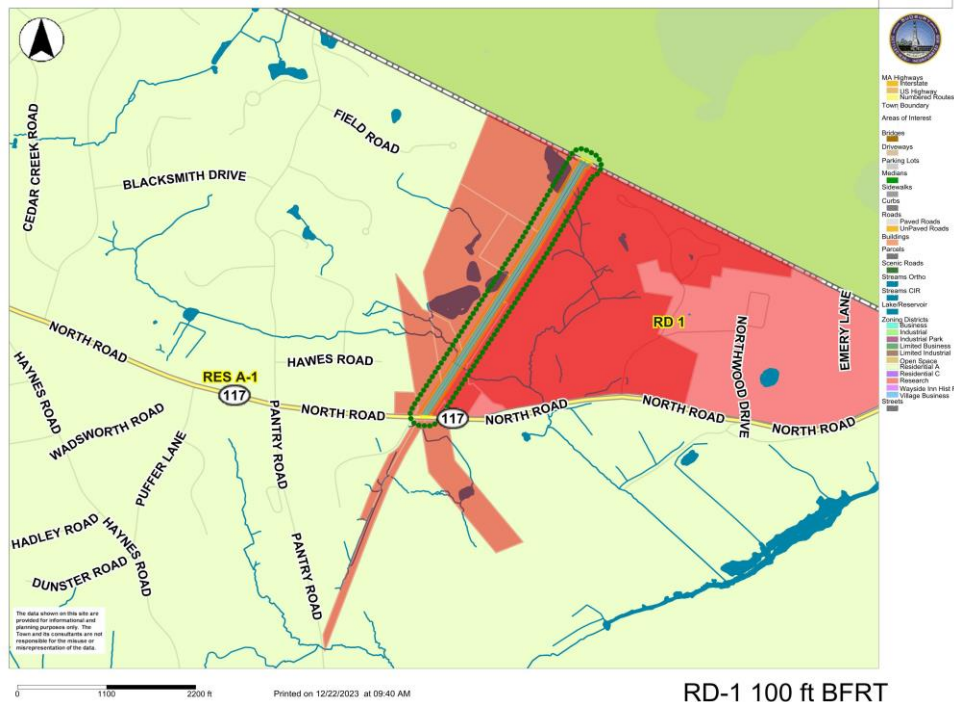 FIELD ROAD
CEDAR CREEK ROAD
BLACKSMITH DRIVE
NORTH ROAD
HAWES ROAD
RES A-1
117
RD 1
NORTHWOOD DRIVE
EMERY LANE
NORTH ROAD
117
NORTH ROAD
NORTH ROAD
NORTH ROAD
HAYNES ROAD
WADSWORTH ROAD
PUFFER LANE
PANTRY ROAD
HADLEY ROAD
HAYNES ROAD
DUNSTER ROAD
PANTRY ROAD
The data shown on this site are
provided for informational and
planning purposes only. The
Town and its consultants are not
responsible for the misuse or
misrepresentation of the data.
MA Highways
Interstate
US Highway
Numbered Routes
Town Boundary
Areas of Interest
Bridges
Driveways
Parking Lots
Medians
Sidewalks
Curbs
Roads
Paved Roads
UnPaved Roads
Buildings
Parcels
Scenic Roads
Streams Ortho
Streams CIR
Lake/Reservoir
Zoning Districts
Business
Industrial
Industrial Park
Limited Business
Limited Industrial
Open Space
Residential A
Residential C
Research
Wayside Inn Hist
Village Business
Streets
0 1100 2200 ft
Printed on 12/22/2023 at 09:40 AM
RD-1 100 ft BFRT